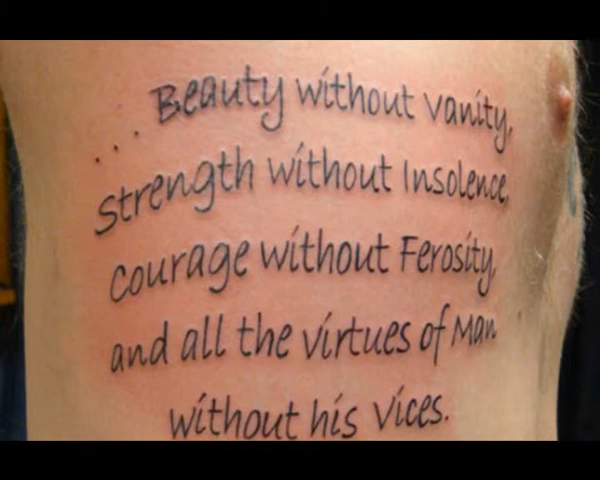 ... Beauty without vanity,
strength without Insolence,
courage without Ferosity,
and all the virtues of Man
without his vices.